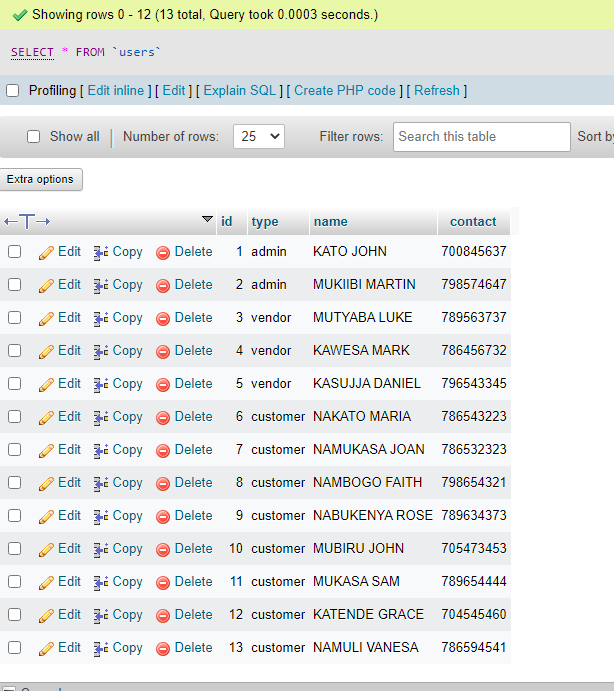 Showing rows 0 - 12 (13 total, Query took 0.0003 seconds.)
SELECT * FROM `users`
Profiling [ Edit inline ] [ Edit ] [ Explain SQL ] [ Create PHP code ] [ Refresh ]
Show all | Number of rows: 25 Filter rows: Search this table Sort by
Extra options
←T→ id type name contact
Edit Copy Delete 1 admin KATO JOHN 700845637
Edit Copy Delete 2 admin MUKIIBI MARTIN 798574647
Edit Copy Delete 3 vendor MUTYABA LUKE 789563737
Edit Copy Delete 4 vendor KAWESA MARK 786456732
Edit Copy Delete 5 vendor KASUJJA DANIEL 796543345
Edit Copy Delete 6 customer NAKATO MARIA 786543223
Edit Copy Delete 7 customer NAMUKASA JOAN 786532323
Edit Copy Delete 8 customer NAMBOGO FAITH 798654321
Edit Copy Delete 9 customer NABUKENYA ROSE 789634373
Edit Copy Delete 10 customer MUBIRU JOHN 705473453
Edit Copy Delete 11 customer MUKASA SAM 789654444
Edit Copy Delete 12 customer KATENDE GRACE 704545460
Edit Copy Delete 13 customer NAMULI VANESA 786594541